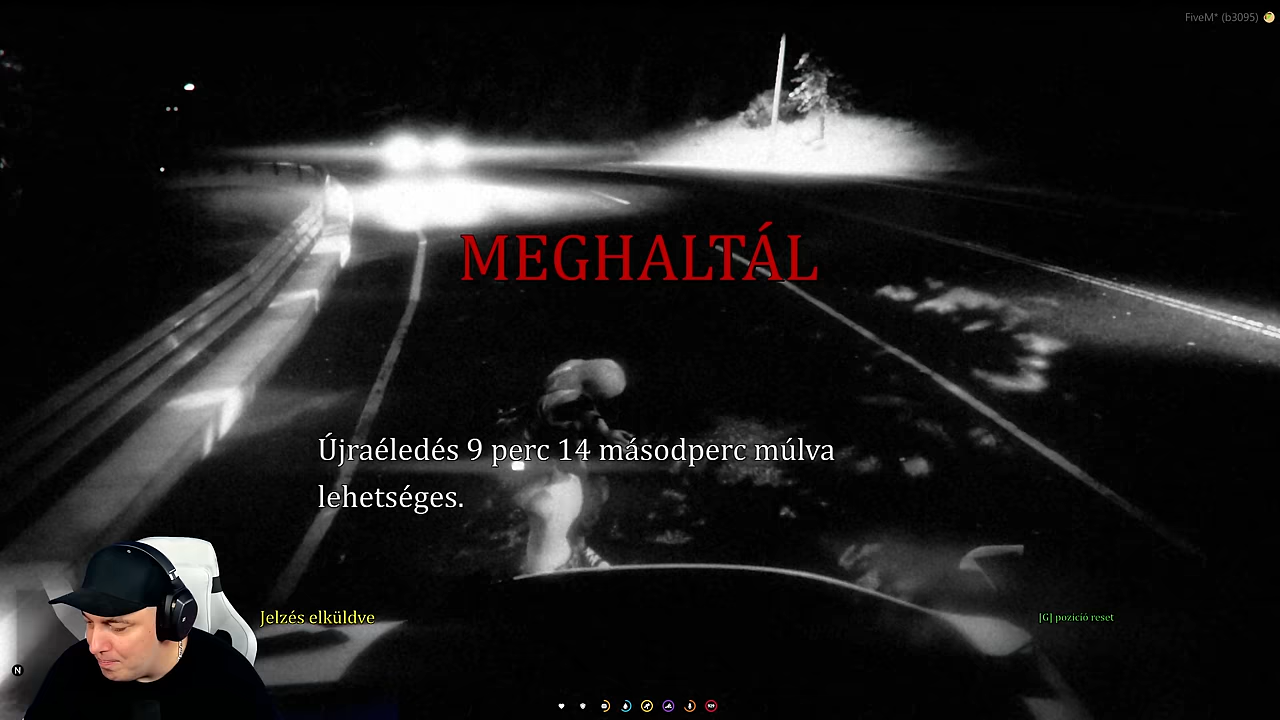 FiveM* (b3095)
MEGHALTÁL
Újraéledés 9 perc 14 másodperc múlva
lehetséges.
Jelzés elküldve
[G] pozíció reset
N